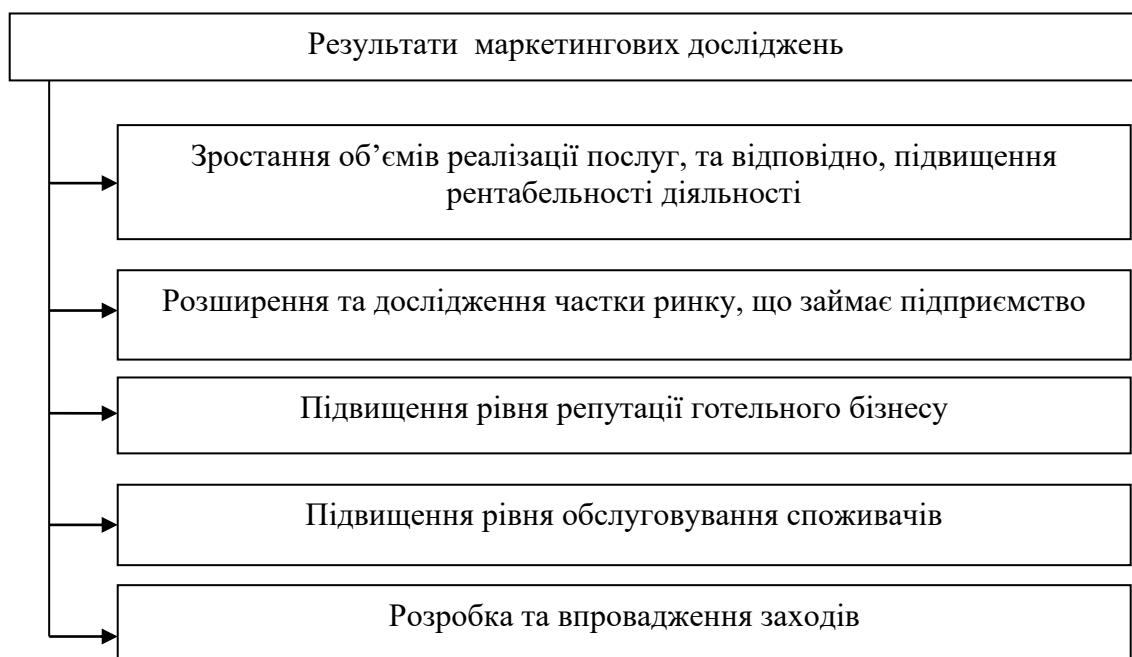 Результати маркетингових досліджень
Зростання об’ємів реалізації послуг, та відповідно, підвищення
рентабельності діяльності
Розширення та дослідження частки ринку, що займає підприємство
Підвищення рівня репутації готельного бізнесу
Підвищення рівня обслуговування споживачів
Розробка та впровадження заходів